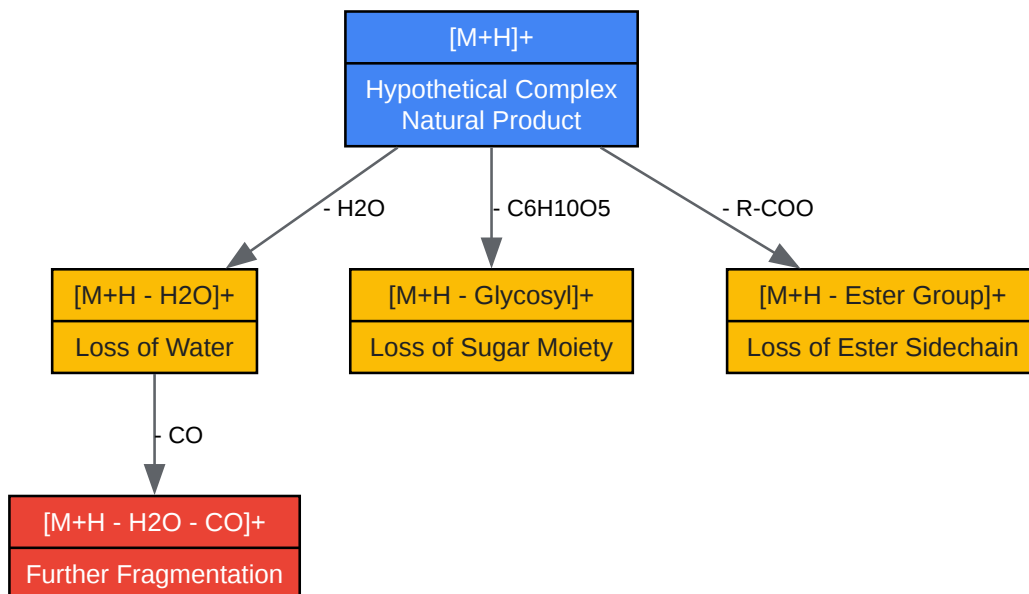 [M+H]+
Hypothetical Complex
Natural Product
- H2O
- C6H10O5
- R-COO
[M+H - H2O]+
Loss of Water
[M+H - Glycosyl]+
Loss of Sugar Moiety
[M+H - Ester Group]+
Loss of Ester Sidechain
- CO
[M+H - H2O - CO]+
Further Fragmentation